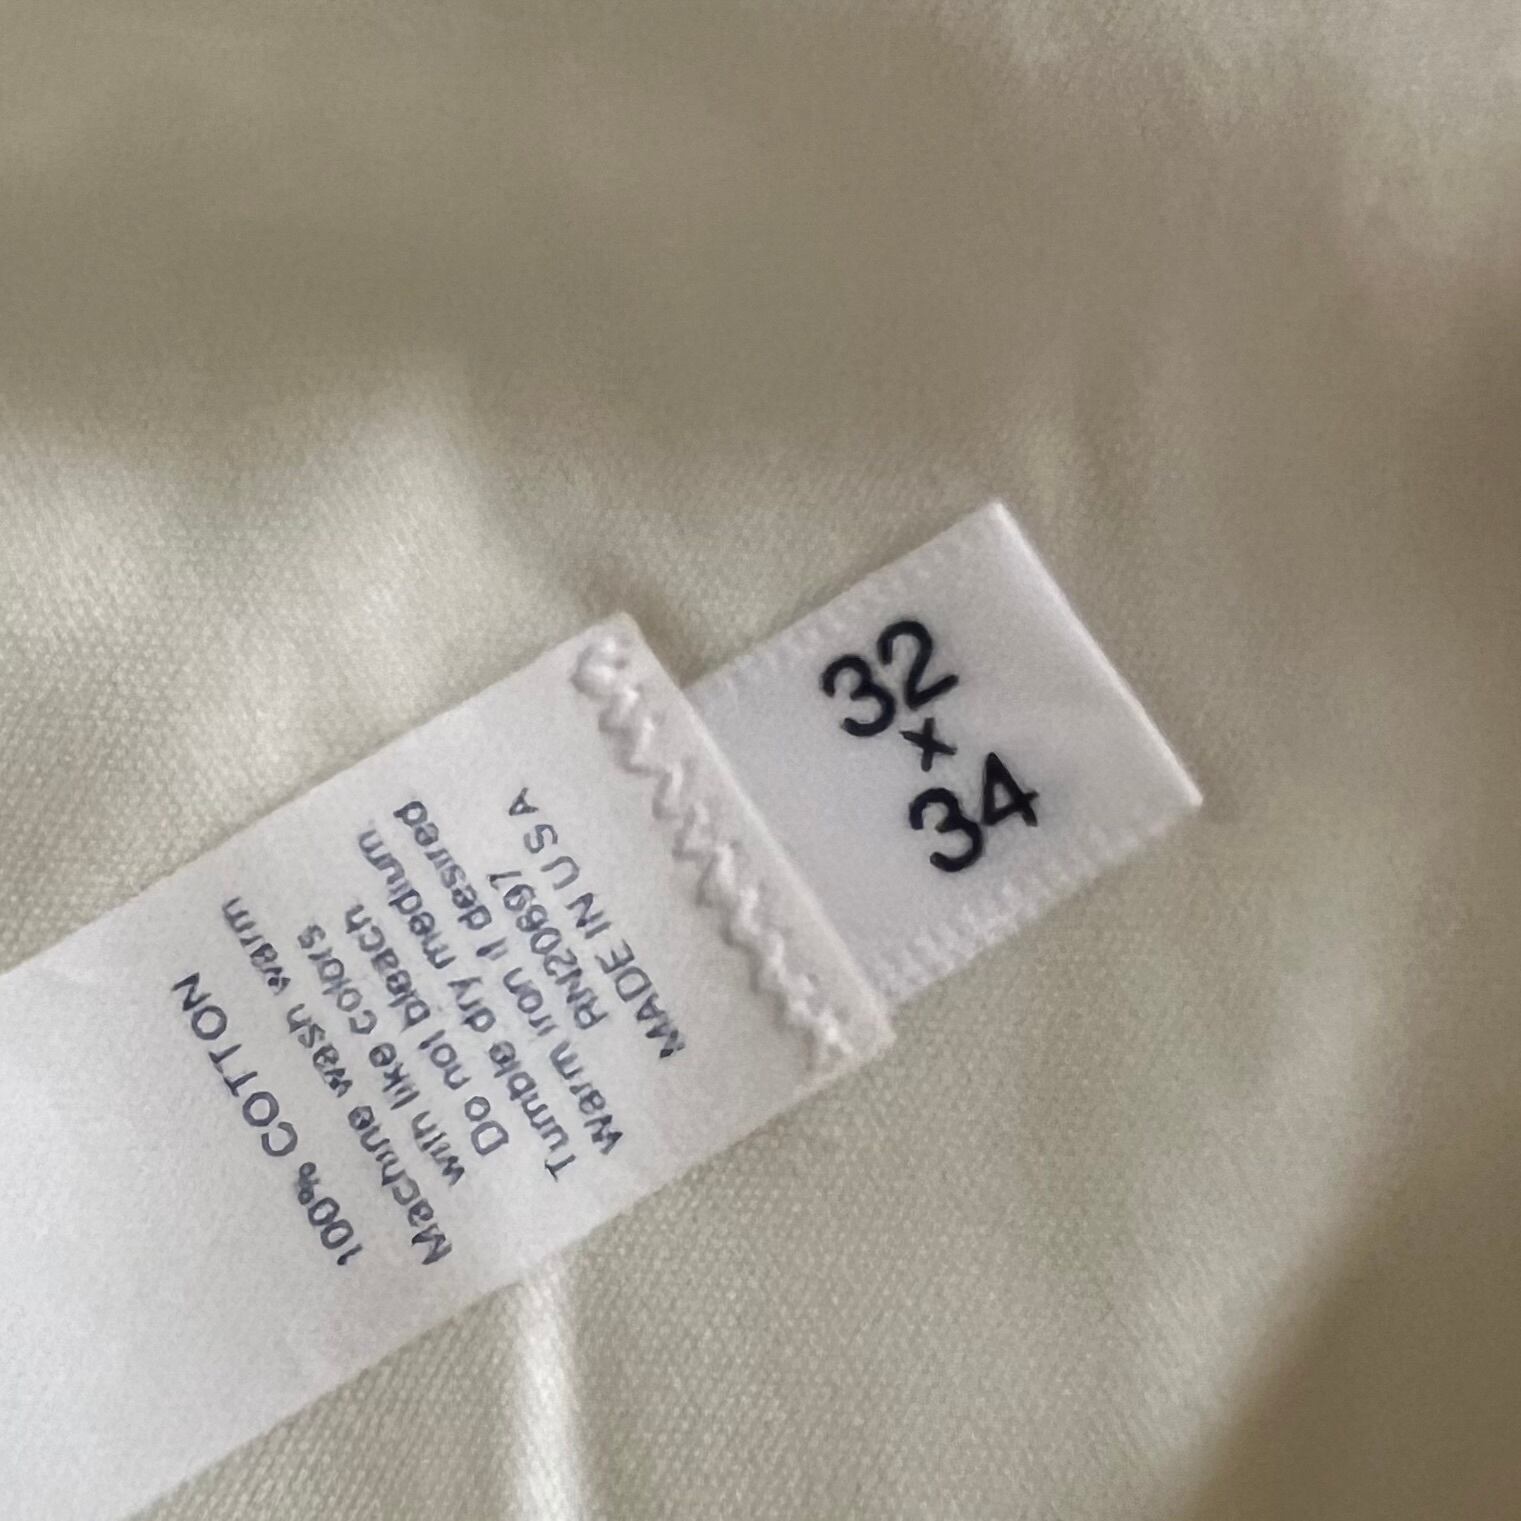 32
x
34
100% COTTON
Machine wash warm
with like colors
Do not bleach
Tumble dry medium
Warm iron if desired
RN20697
MADE IN U S A